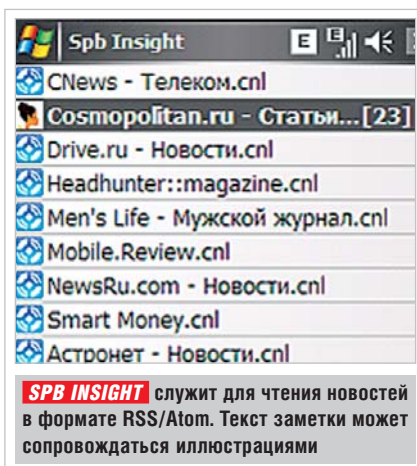 Spb Insight E E
CNews - Телеком.cnl
Cosmopolitan.ru - Статьи...[23]
Drive.ru - Новости.cnl
Headhunter::magazine.cnl
Men's Life - Мужской журнал.cnl
Mobile.Review.cnl
NewsRu.com - Новости.cnl
Smart Money.cnl
Астронет - Новости.cnl
SPB INSIGHT служит для чтения новостей
в формате RSS/Atom. Текст заметки может
сопровождаться иллюстрациями